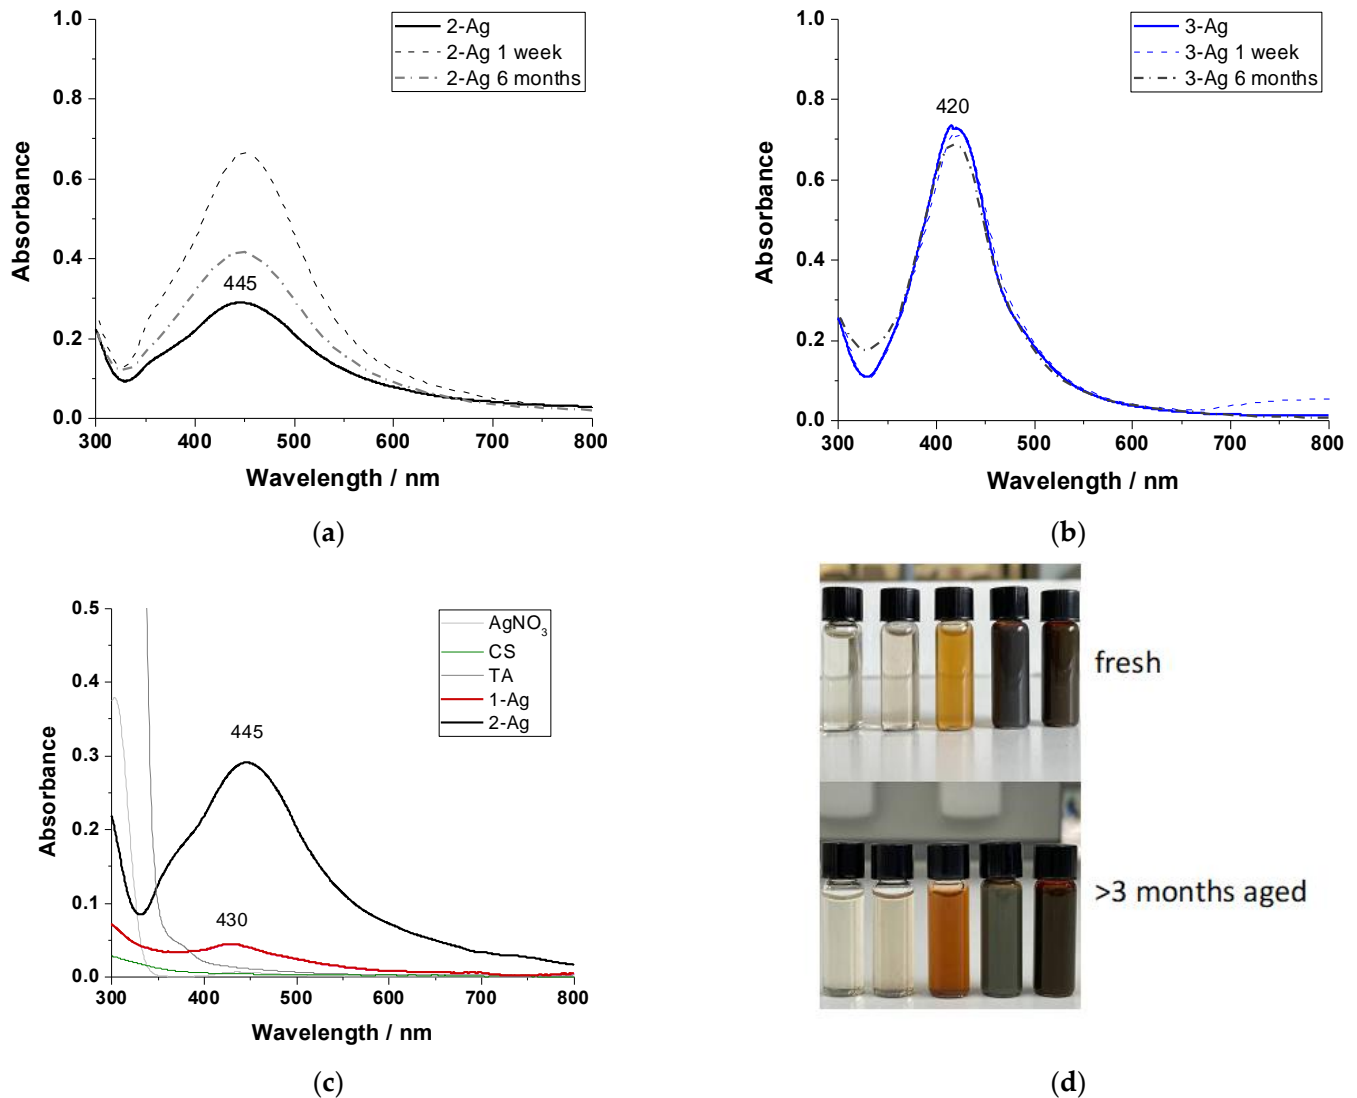 1.0
0.8
0.6
0.4
0.2
0.0
Absorbance
2-Ag
2-Ag 1 week
2-Ag 6 months
445
300 400 500 600 700 800
Wavelength / nm
(a)
1.0
0.8
0.6
0.4
0.2
0.0
Absorbance
3-Ag
3-Ag 1 week
3-Ag 6 months
420
300 400 500 600 700 800
Wavelength / nm
(b)
0.5
0.4
0.3
0.2
0.1
0.0
Absorbance
AgNO3
CS
TA
1-Ag
2-Ag
445
430
300 400 500 600 700 800
Wavelength / nm
(c)
fresh
>3 months aged
(d)